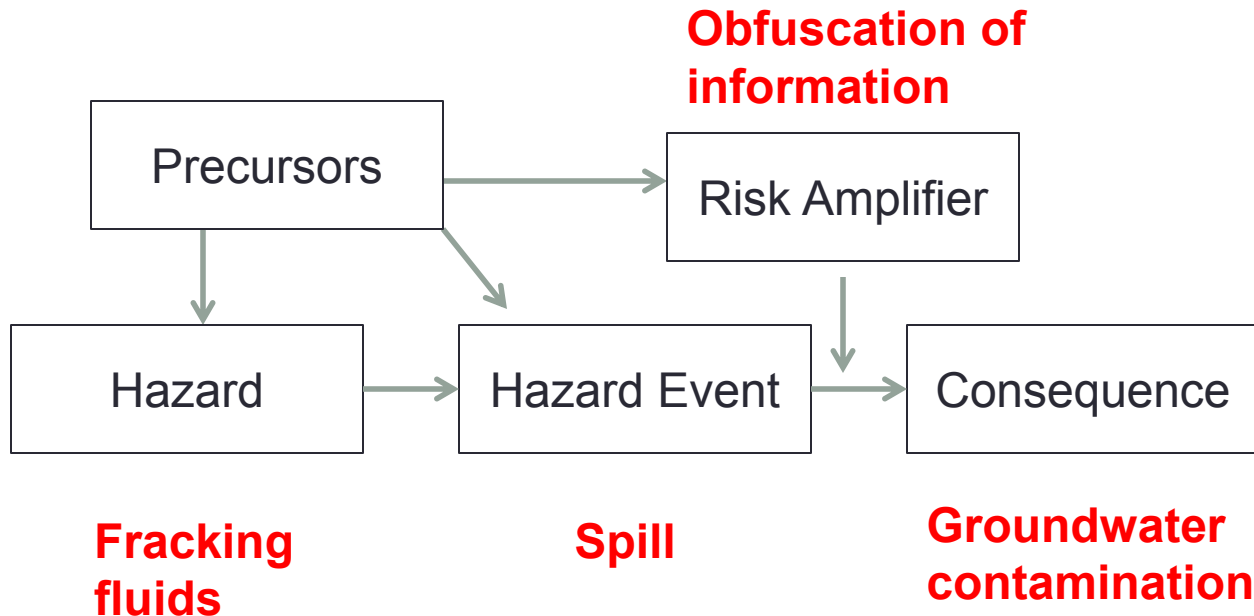 Obfuscation of
information
Precursors
Risk Amplifier
Hazard
Hazard Event
Consequence
Fracking
fluids
Spill
Groundwater
contamination